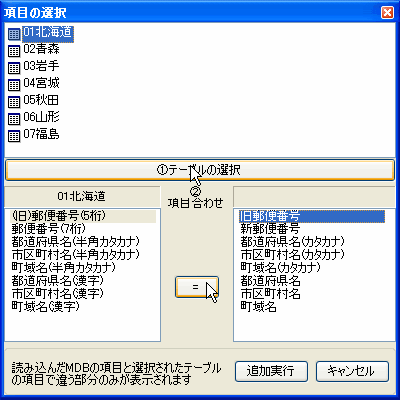 項目の選択
01北海道
02青森
03岩手
04宮城
05秋田
06山形
07福島
①テーブルの選択
01北海道
②
項目合わせ
(旧)郵便番号(5桁)
郵便番号(7桁)
都道府県名(半角カタカナ)
市区町村名(半角カタカナ)
町域名(半角カタカナ)
都道府県名(漢字)
市区町村名(漢字)
町域名(漢字)
=
旧郵便番号
新郵便番号
都道府県名(カタカナ)
市区町村名(カタカナ)
町域名(カタカナ)
都道府県名
市区町村名
町域名
読み込んだMDBの項目と選択されたテーブル
の項目で違う部分のみが表示されます
追加実行
キャンセル